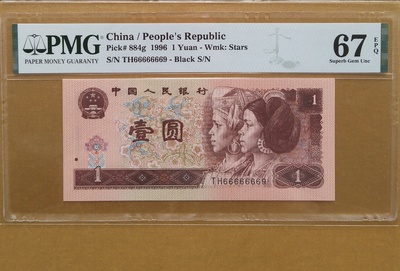 PMG
PAPER MONEY GUARANTY
China / People's Republic
Pick# 884g 1996 1 Yuan - Wmk: Stars
S/N TH66666669 - Black S/N
67 EPQ
Superb Gem Unc
中国人民银行
1
壹圆
TH66666669
1
1